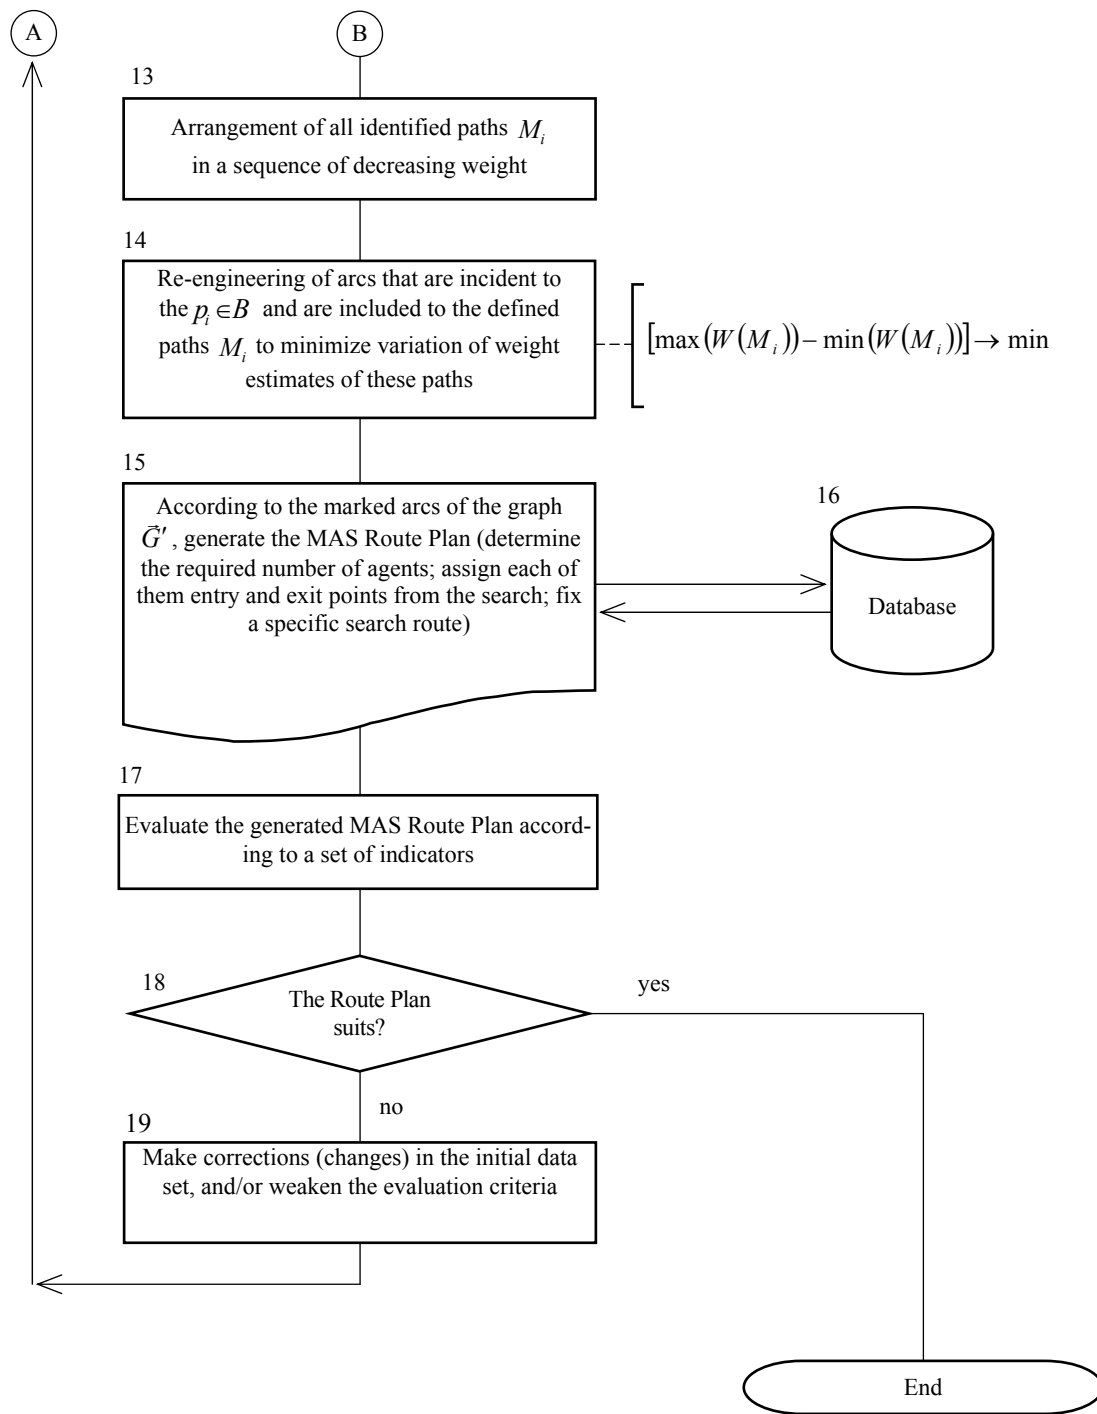 A
B
13
Arrangement of all identified paths M_i
in a sequence of decreasing weight
14
Re-engineering of arcs that are incident to
the p_i ∈ B and are included to the defined
paths M_i to minimize variation of weight
estimates of these paths
[max(W(M_i)) − min(W(M_i))] → min
15
According to the marked arcs of the graph
G⃗′ , generate the MAS Route Plan (determine
the required number of agents; assign each of
them entry and exit points from the search; fix
a specific search route)
16
Database
17
Evaluate the generated MAS Route Plan accord-
ing to a set of indicators
18
The Route Plan
suits?
yes
no
19
Make corrections (changes) in the initial data
set, and/or weaken the evaluation criteria
End